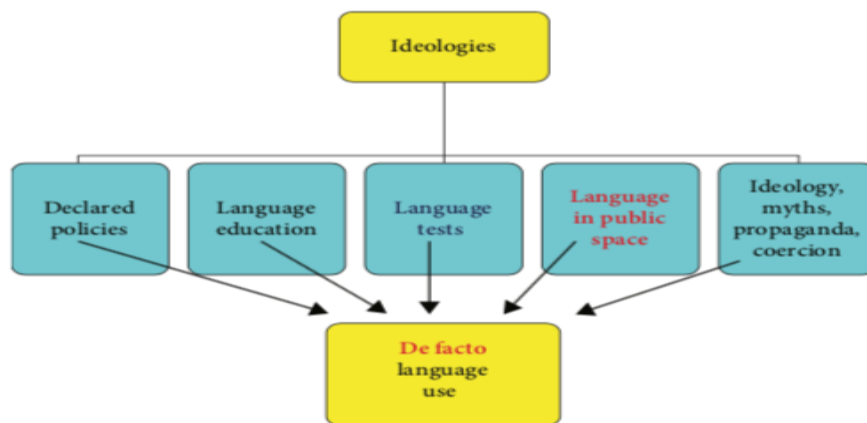 Ideologies
Declared
policies
Language
education
Language
tests
Language
in public
space
Ideology,
myths,
propaganda,
coercion
De facto
language
use